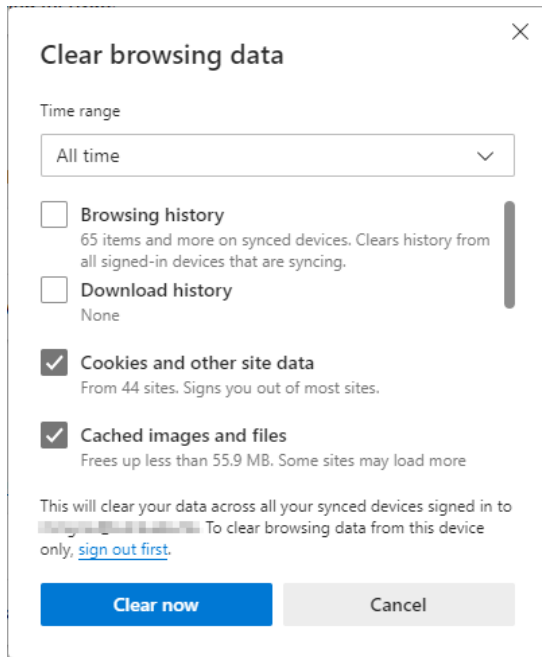 Clear browsing data
Time range
All time
Browsing history
65 items and more on synced devices. Clears history from
all signed-in devices that are syncing.
Download history
None
Cookies and other site data
From 44 sites. Signs you out of most sites.
Cached images and files
Frees up less than 55.9 MB. Some sites may load more
This will clear your data across all your synced devices signed in to
To clear browsing data from this device
only, sign out first.
Clear now
Cancel